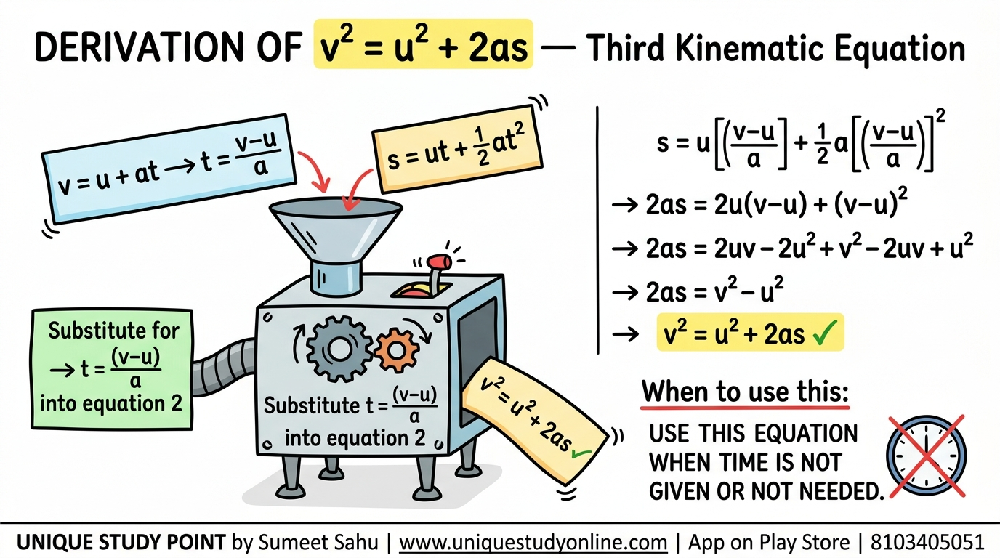 DERIVATION OF v² = u² + 2as — Third Kinematic Equation
v = u + at → t = (v−u)/a
s = ut + 1/2 at²
Substitute for
→ t = (v−u)/a
into equation 2
Substitute t = (v−u)/a
into equation 2
v² = u² + 2as ✓
s = u[((v−u)/a] + 1/2 a[((v−u)/a)]²
→ 2as = 2u(v−u) + (v−u)²
→ 2as = 2uv − 2u² + v² − 2uv + u²
→ 2as = v² − u²
→ v² = u² + 2as ✓
When to use this:
USE THIS EQUATION
WHEN TIME IS NOT
GIVEN OR NOT NEEDED.
UNIQUE STUDY POINT by Sumeet Sahu | www.uniquestudyonline.com | App on Play Store | 8103405051